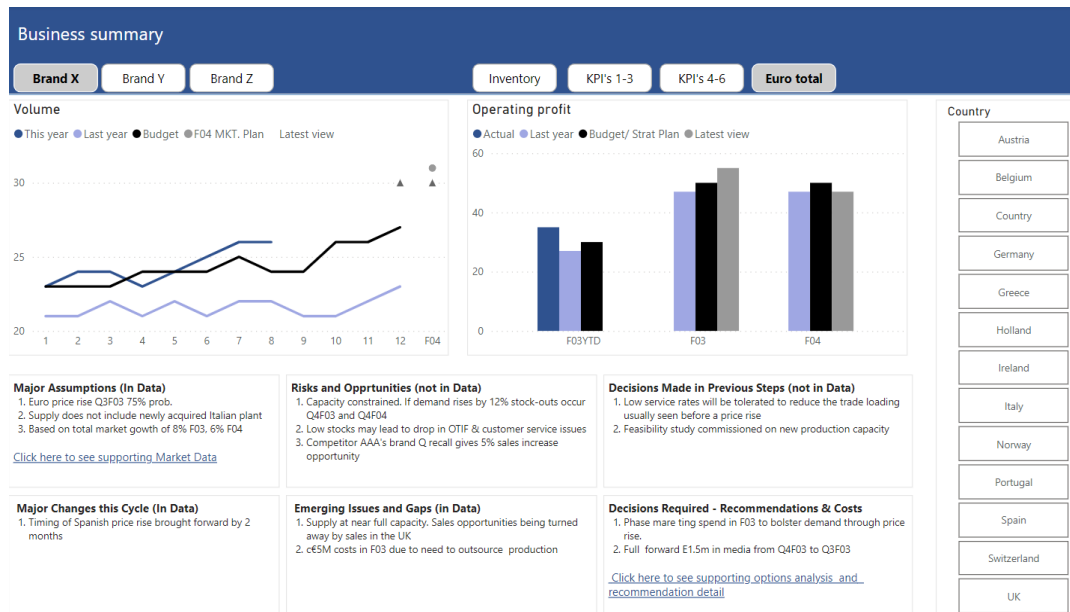 Business summary
Brand X
Brand Y
Brand Z
Inventory
KPI's 1-3
KPI's 4-6
Euro total
Volume
This year
Last year
Budget
F04 MKT. Plan
Latest view
30
25
20
1 2 3 4 5 6 7 8 9 10 11 12 F04
Operating profit
Actual
Last year
Budget/ Strat Plan
Latest view
60
40
20
0
F03YTD F03 F04
Country
Austria
Belgium
Country
Germany
Greece
Holland
Ireland
Italy
Norway
Portugal
Spain
Switzerland
UK
Major Assumptions (In Data)
1. Euro price rise Q3F03 75% prob.
2. Supply does not include newly acquired Italian plant
3. Based on total market gowth of 8% F03, 6% F04
Click here to see supporting Market Data
Risks and Opprtunities (not in Data)
1. Capacity constrained. If demand rises by 12% stock-outs occur
Q4F03 and Q4F04
2. Low stocks may lead to drop in OTIF & customer service issues
3. Competitor AAA's brand Q recall gives 5% sales increase
opportunity
Decisions Made in Previous Steps (not in Data)
1. Low service rates will be tolerated to reduce the trade loading
usually seen before a price rise
2. Feasibility study commissioned on new production capacity
Major Changes this Cycle (In Data)
1. Timing of Spanish price rise brought forward by 2
months
Emerging Issues and Gaps (in Data)
1. Supply at near full capacity. Sales opportunities being turned
away by sales in the UK
2. c€5M costs in F03 due to need to outsource production
Decisions Required - Recommendations & Costs
1. Phase mare ting spend in F03 to bolster demand through price
rise.
2. Full forward E1.5m in media from Q4F03 to Q3F03
Click here to see supporting options analysis and
recommendation detail